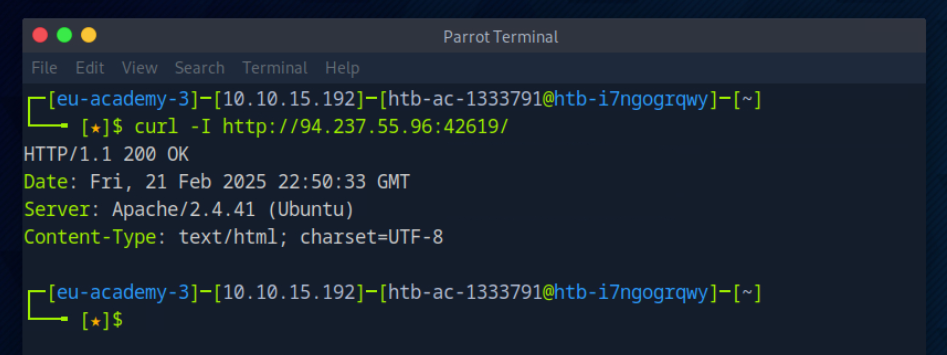 Parrot Terminal
File Edit View Search Terminal Help
┌─[eu-academy-3]─[10.10.15.192]─[htb-ac-1333791@htb-i7ngogrqwy]─[~]
└──╼ [★]$ curl -I http://94.237.55.96:42619/
HTTP/1.1 200 OK
Date: Fri, 21 Feb 2025 22:50:33 GMT
Server: Apache/2.4.41 (Ubuntu)
Content-Type: text/html; charset=UTF-8
┌─[eu-academy-3]─[10.10.15.192]─[htb-ac-1333791@htb-i7ngogrqwy]─[~]
└──╼ [★]$